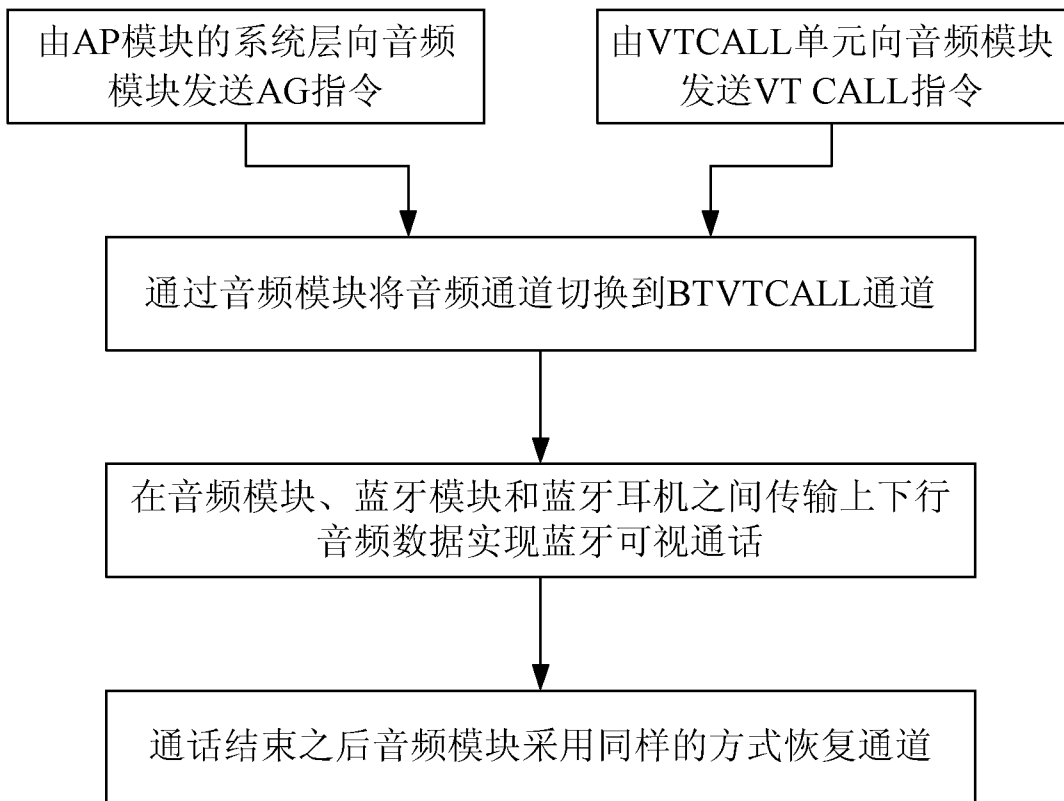 由AP模块的系统层向音频
模块发送AG指令
由VTCALL单元向音频模块
发送VT CALL指令
通过音频模块将音频通道切换到BTVTCALL通道
在音频模块、蓝牙模块和蓝牙耳机之间传输上下行
音频数据实现蓝牙可视通话
通话结束之后音频模块采用同样的方式恢复通道